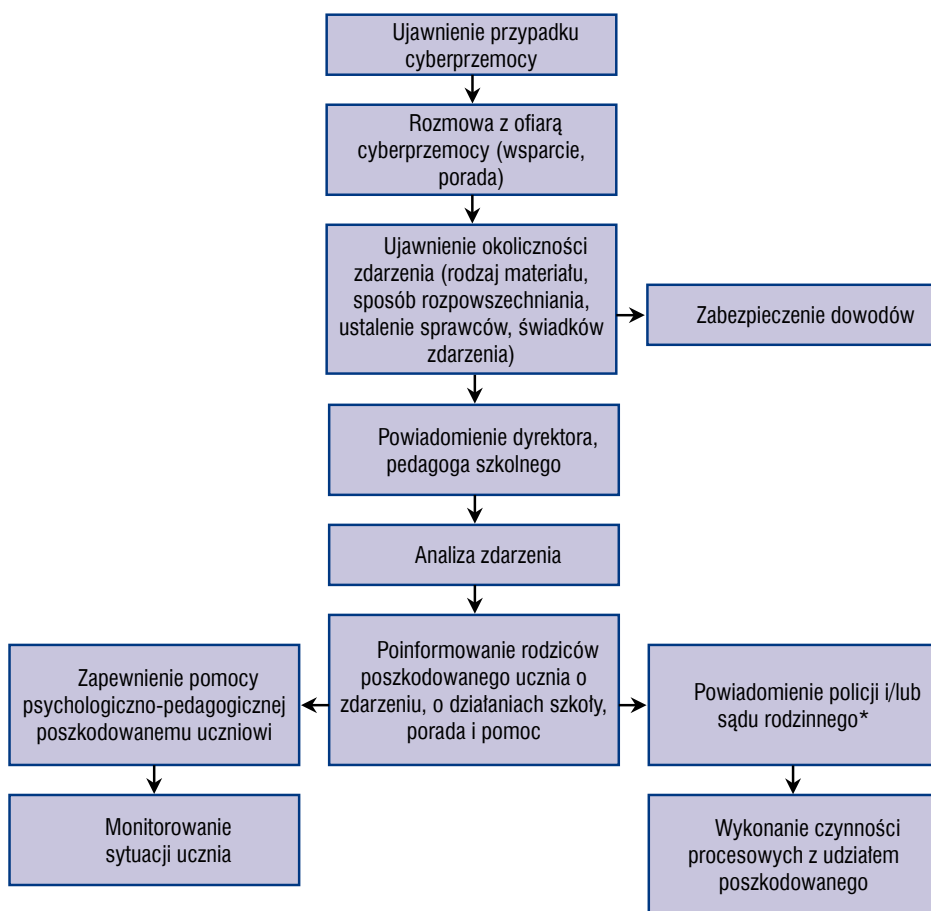 Ujawnienie przypadku
cyberprzemocy
Rozmowa z ofiarą
cyberprzemocy (wsparcie,
porada)
Ujawnienie okoliczności
zdarzenia (rodzaj materiału,
sposób rozpowszechniania,
ustalenie sprawców, świadków
zdarzenia)
Zabezpieczenie dowodów
Powiadomienie dyrektora,
pedagoga szkolnego
Analiza zdarzenia
Poinformowanie rodziców
poszkodowanego ucznia o
zdarzeniu, o działaniach szkoły,
porada i pomoc
Zapewnienie pomocy
psychologiczno-pedagogicznej
poszkodowanemu uczniowi
Powiadomienie policji i/lub
sądu rodzinnego*
Monitorowanie
sytuacji ucznia
Wykonanie czynności
procesowych z udziałem
poszkodowanego